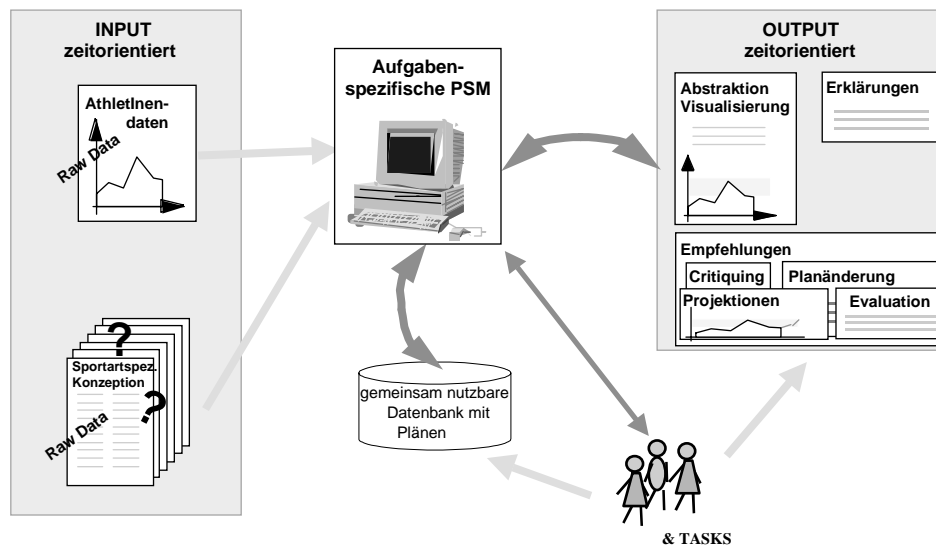 INPUT
zeitorientiert
AthletInnen-
daten
Raw Data
Sportartspez.
Konzeption
Raw Data
?
?
Aufgaben-
spezifische PSM
gemeinsam nutzbare
Datenbank mit
Plänen
& TASKS
OUTPUT
zeitorientiert
Abstraktion
Visualisierung
Erklärungen
Empfehlungen
Critiquing
Planänderung
Projektionen
Evaluation